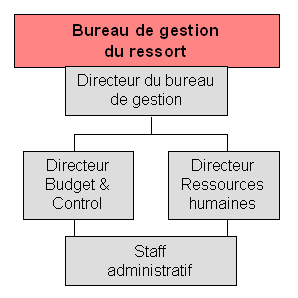 Bureau de gestion
du ressort
Directeur du bureau
de gestion
Directeur
Budget &
Control
Directeur
Ressources
humaines
Staff
administratif